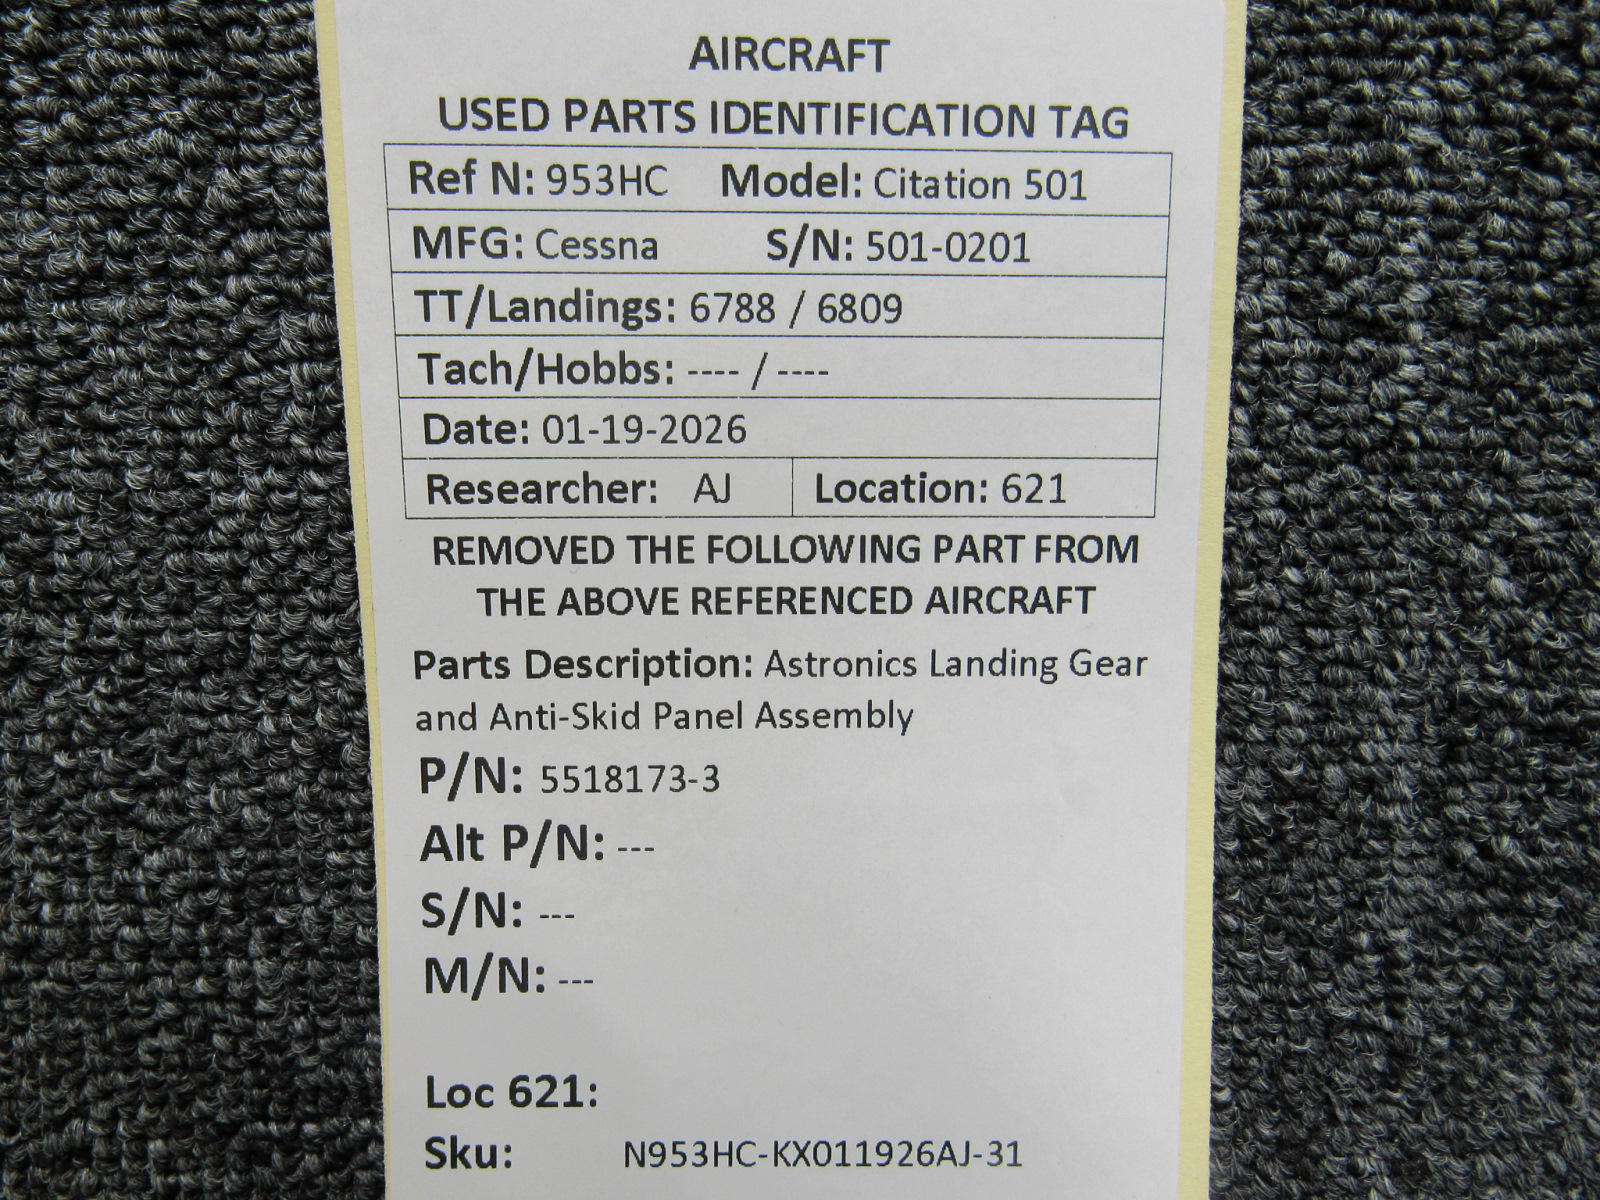 AIRCRAFT
USED PARTS IDENTIFICATION TAG
Ref N: 953HC Model: Citation 501
MFG: Cessna S/N: 501-0201
TT/Landings: 6788 / 6809
Tach/Hobbs: ---- / ----
Date: 01-19-2026
Researcher: AJ Location: 621
REMOVED THE FOLLOWING PART FROM
THE ABOVE REFERENCED AIRCRAFT
Parts Description: Astronics Landing Gear
and Anti-Skid Panel Assembly
P/N: 5518173-3
Alt P/N: ---
S/N: ---
M/N: ---
Loc 621:
Sku: N953HC-KX011926AJ-31